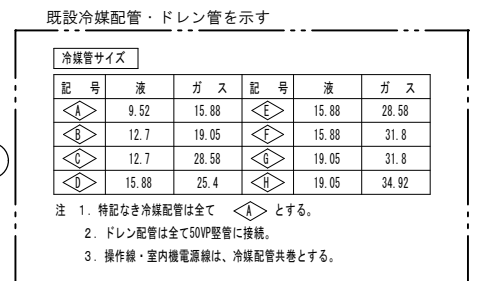 既設冷媒配管・ドレン管を示す
冷媒管サイズ
記 号 液 ガ ス 記 号 液 ガ ス
A 9.52 15.88 E 15.88 28.58
B 12.7 19.05 F 15.88 31.8
C 12.7 28.58 G 19.05 31.8
D 15.88 25.4 H 19.05 34.92
注 1. 特記なき冷媒配管は全て A とする。
2. ドレン配管は全て50VP竪管に接続。
3. 操作線・室内機電源線は、冷媒配管共巻とする。